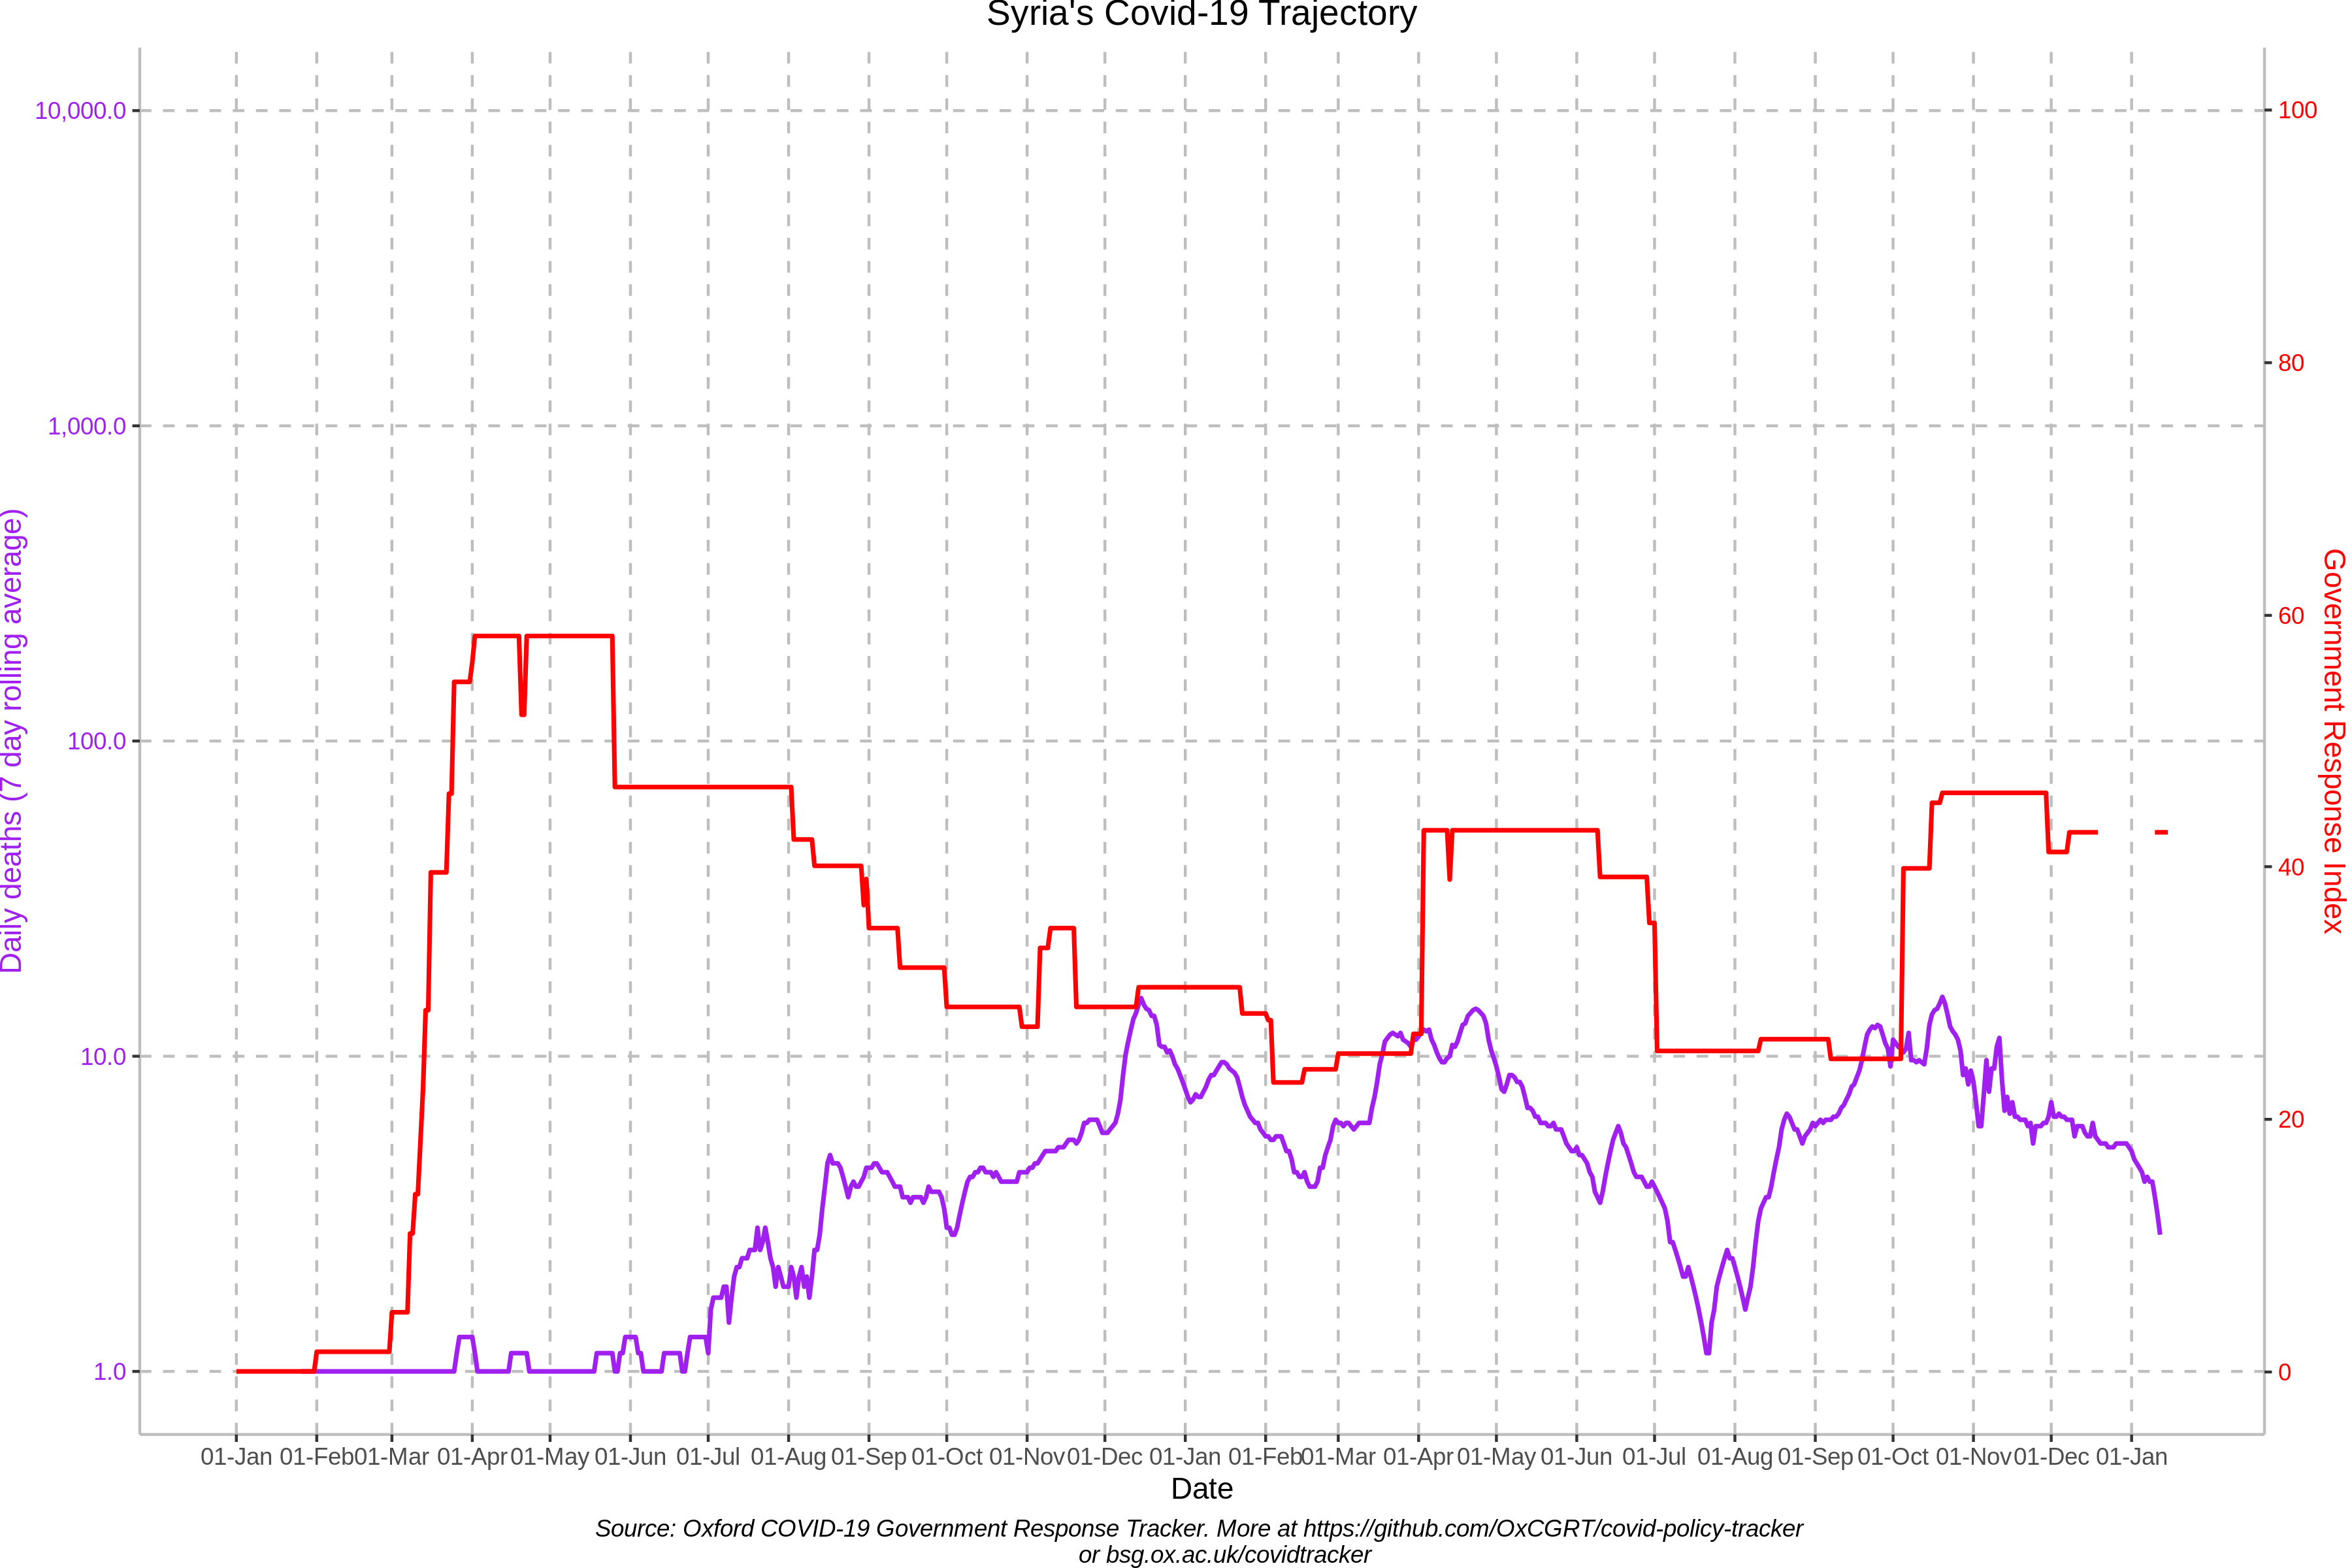 Syria's Covid-19 Trajectory
Daily deaths (7 day rolling average)
10,000.0
1,000.0
100.0
10.0
1.0
100
80
60
40
20
0
Government Response Index
01-Jan 01-Feb 01-Mar 01-Apr 01-May 01-Jun 01-Jul 01-Aug 01-Sep 01-Oct 01-Nov 01-Dec 01-Jan 01-Feb 01-Mar 01-Apr 01-May 01-Jun 01-Jul 01-Aug 01-Sep 01-Oct 01-Nov 01-Dec 01-Jan
Date
Source: Oxford COVID-19 Government Response Tracker. More at https://github.com/OxCGRT/covid-policy-tracker
or bsg.ox.ac.uk/covidtracker